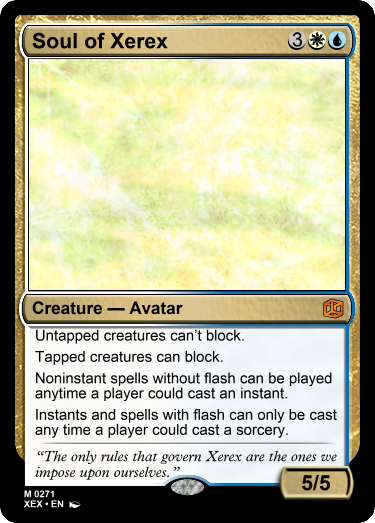 Soul of Xerex 3
Creature — Avatar
Untapped creatures can't block.
Tapped creatures can block.
Noninstant spells without flash can be played
anytime a player could cast an instant.
Instants and spells with flash can only be cast
any time a player could cast a sorcery.
“The only rules that govern Xerex are the ones we
impose upon ourselves.”
5/5
M 0271
XEX • EN